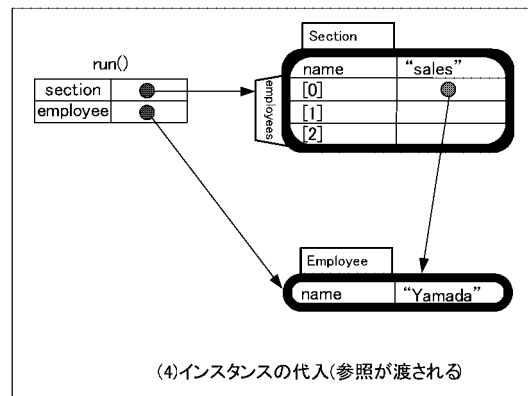 Section
run()
name "sales"
section
[0]
employee
employees
[1]
[2]
Employee
name "Yamada"
(4)インスタンスの代入(参照が渡される)